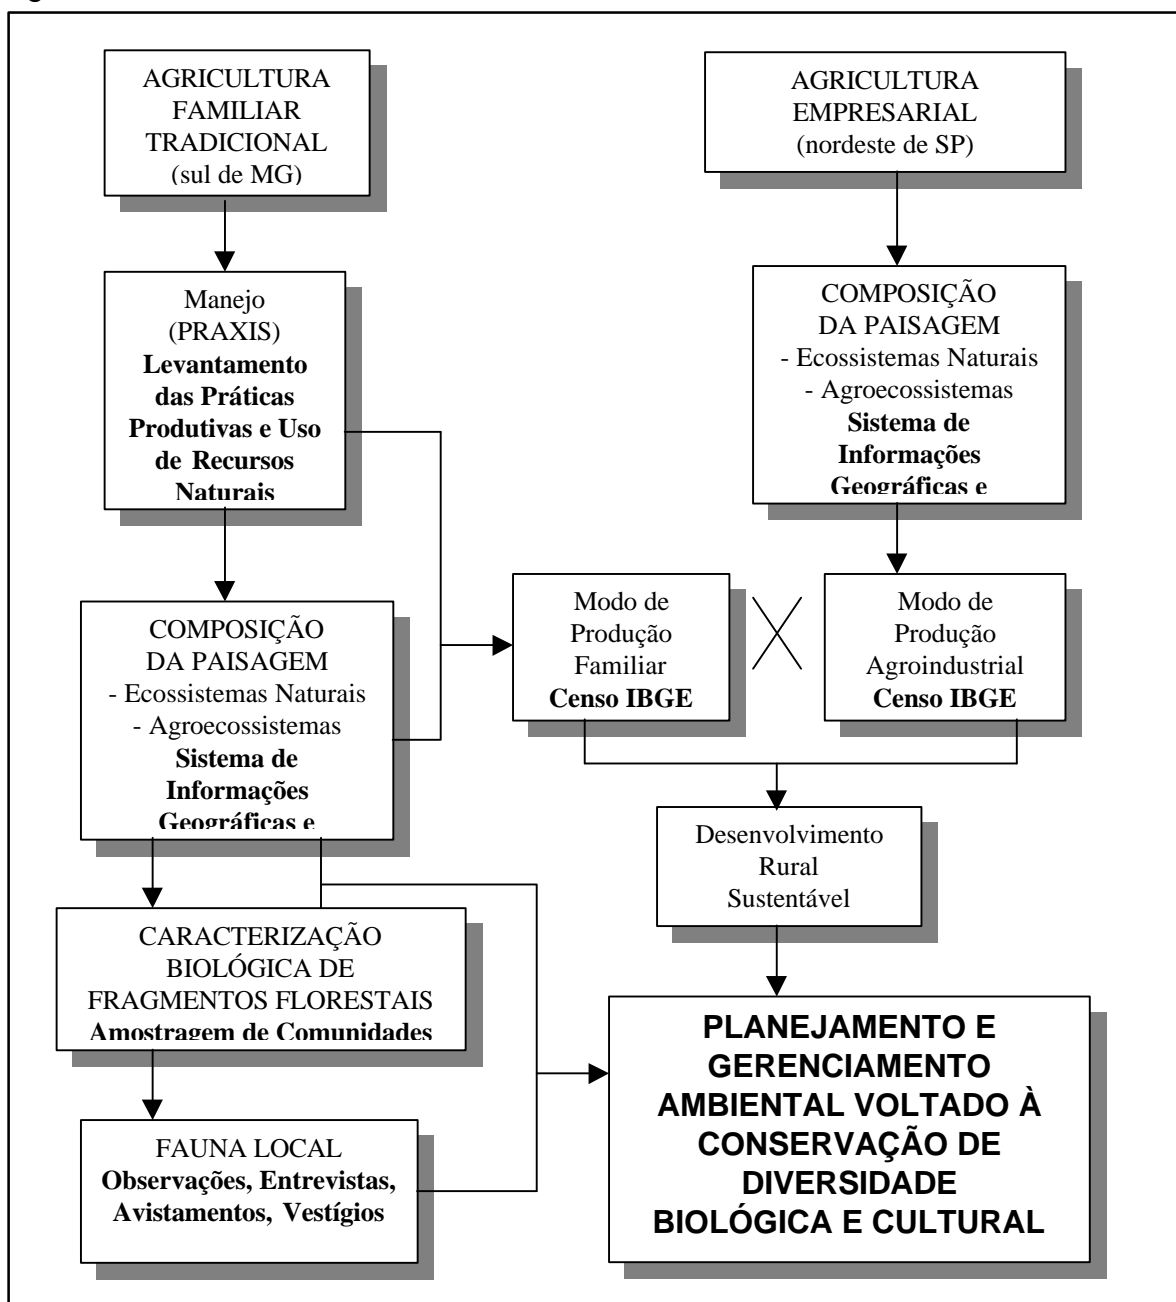 AGRICULTURA
FAMILIAR
TRADICIONAL
(sul de MG)
AGRICULTURA
EMPRESARIAL
(nordeste de SP)
Manejo
(PRAXIS)
Levantamento
das Práticas
Produtivas e Uso
de Recursos
Naturais
COMPOSIÇÃO
DA PAISAGEM
- Ecossistemas Naturais
- Agroecossistemas
Sistema de
Informações
Geográficas e
COMPOSIÇÃO
DA PAISAGEM
- Ecossistemas Naturais
- Agroecossistemas
Sistema de
Informações
Geográficas e
Modo de
Produção
Familiar
Censo IBGE
Modo de
Produção
Agroindustrial
Censo IBGE
Desenvolvimento
Rural
Sustentável
CARACTERIZAÇÃO
BIOLÓGICA DE
FRAGMENTOS FLORESTAIS
Amostragem de Comunidades
FAUNA LOCAL
Observações, Entrevistas,
Avistamentos, Vestígios
PLANEJAMENTO E
GERENCIAMENTO
AMBIENTAL VOLTADO À
CONSERVAÇÃO DE
DIVERSIDADE
BIOLÓGICA E CULTURAL